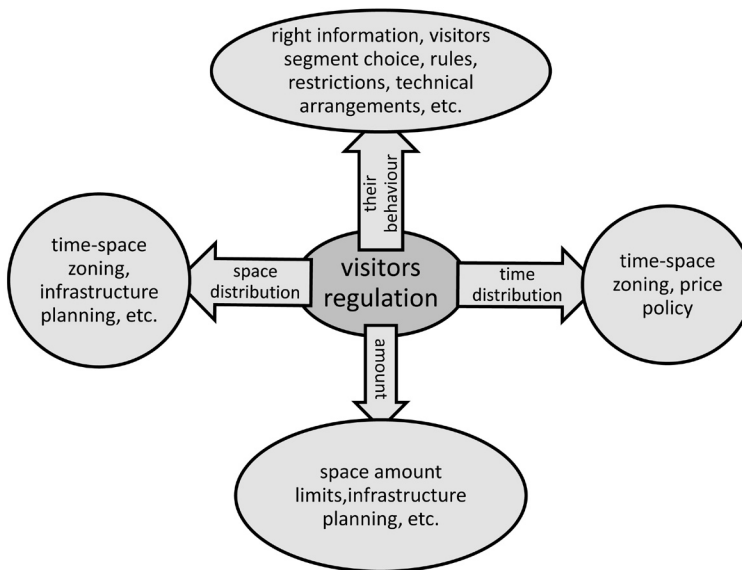 right information, visitors
segment choice, rules,
restrictions, technical
arrangements, etc.
their
behaviour
time-space
zoning,
infrastructure
planning, etc.
space
distribution
visitors
regulation
time
distribution
time-space
zoning, price
policy
amount
space amount
limits,infrastructure
planning, etc.